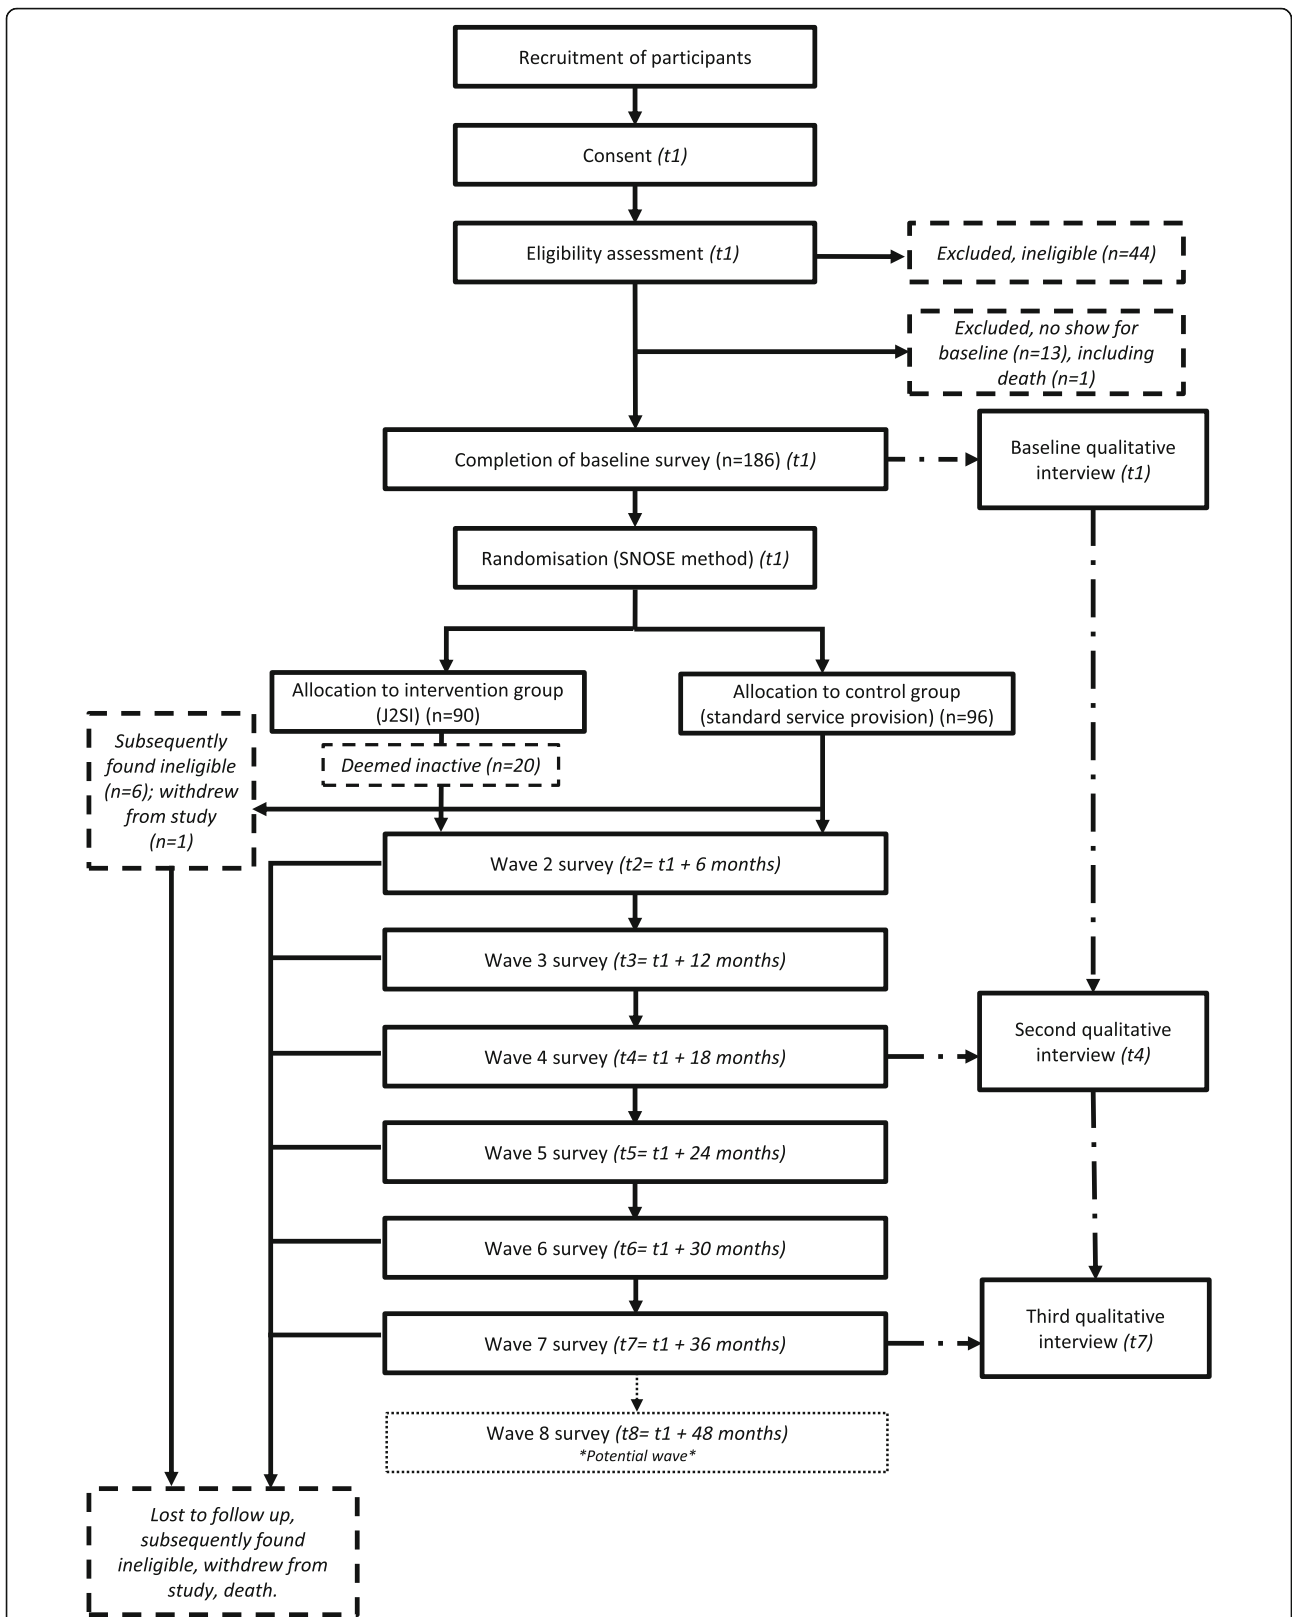 Recruitment of participants
Consent (t1)
Eligibility assessment (t1)
Excluded, ineligible (n=44)
Excluded, no show for
baseline (n=13), including
death (n=1)
Completion of baseline survey (n=186) (t1)
Baseline qualitative
interview (t1)
Randomisation (SNOSE method) (t1)
Allocation to intervention group
(J2SI) (n=90)
Allocation to control group
(standard service provision) (n=96)
Deemed inactive (n=20)
Subsequently
found ineligible
(n=6); withdrew
from study
(n=1)
Wave 2 survey (t2= t1 + 6 months)
Wave 3 survey (t3= t1 + 12 months)
Wave 4 survey (t4= t1 + 18 months)
Second qualitative
interview (t4)
Wave 5 survey (t5= t1 + 24 months)
Wave 6 survey (t6= t1 + 30 months)
Wave 7 survey (t7= t1 + 36 months)
Third qualitative
interview (t7)
Wave 8 survey (t8= t1 + 48 months)
*Potential wave*
Lost to follow up,
subsequently found
ineligible, withdrew from
study, death.